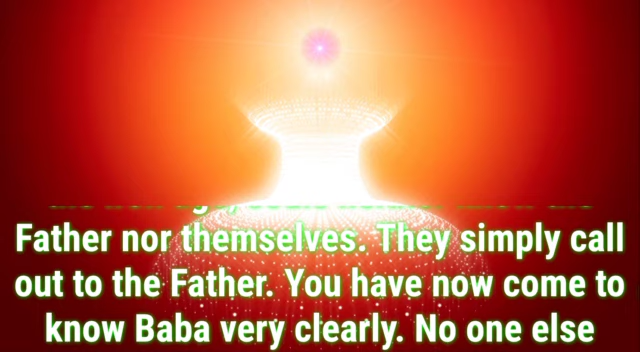 Father nor themselves. They simply call
out to the Father. You have now come to
know Baba very clearly. No one else